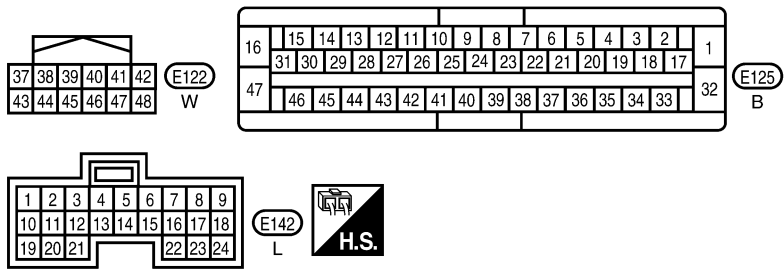 37 38 39 40 41 42
43 44 45 46 47 48
E122
W
16 15 14 13 12 11 10 9 8 7 6 5 4 3 2 1
31 30 29 28 27 26 25 24 23 22 21 20 19 18 17
47 46 45 44 43 42 41 40 39 38 37 36 35 34 33 32
E125
B
1 2 3 4 5 6 7 8 9
10 11 12 13 14 15 16 17 18
19 20 21 22 23 24
E142
L
H.S.